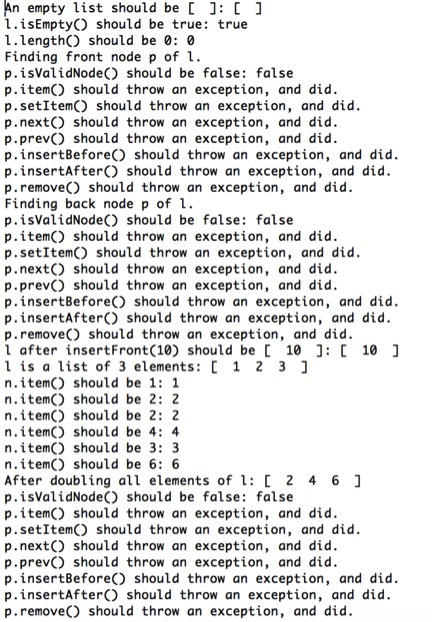 An empty list should be [  ]: [  ]
l.isEmpty() should be true: true
l.length() should be 0: 0
Finding front node p of l.
p.isValidNode() should be false: false
p.item() should throw an exception, and did.
p.setItem() should throw an exception, and did.
p.next() should throw an exception, and did.
p.prev() should throw an exception, and did.
p.insertBefore() should throw an exception, and did.
p.insertAfter() should throw an exception, and did.
p.remove() should throw an exception, and did.
Finding back node p of l.
p.isValidNode() should be false: false
p.item() should throw an exception, and did.
p.setItem() should throw an exception, and did.
p.next() should throw an exception, and did.
p.prev() should throw an exception, and did.
p.insertBefore() should throw an exception, and did.
p.insertAfter() should throw an exception, and did.
p.remove() should throw an exception, and did.
l after insertFront(10) should be [  10  ]: [  10  ]
l is a list of 3 elements: [  1  2  3  ]
n.item() should be 1: 1
n.item() should be 2: 2
n.item() should be 2: 2
n.item() should be 4: 4
n.item() should be 3: 3
n.item() should be 6: 6
After doubling all elements of l: [  2  4  6  ]
p.isValidNode() should be false: false
p.item() should throw an exception, and did.
p.setItem() should throw an exception, and did.
p.next() should throw an exception, and did.
p.prev() should throw an exception, and did.
p.insertBefore() should throw an exception, and did.
p.insertAfter() should throw an exception, and did.
p.remove() should throw an exception, and did.